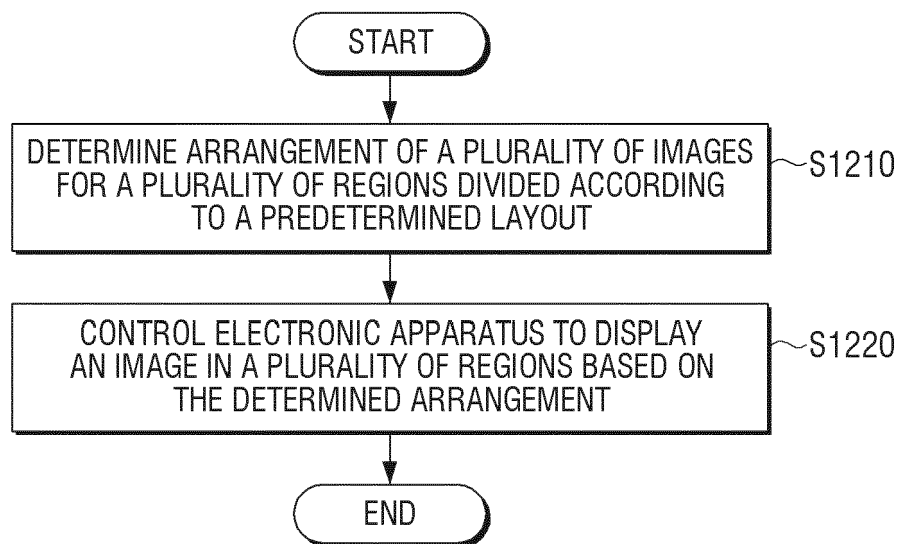 START
DETERMINE ARRANGEMENT OF A PLURALITY OF IMAGES
FOR A PLURALITY OF REGIONS DIVIDED ACCORDING
TO A PREDETERMINED LAYOUT
S1210
CONTROL ELECTRONIC APPARATUS TO DISPLAY
AN IMAGE IN A PLURALITY OF REGIONS BASED ON
THE DETERMINED ARRANGEMENT
S1220
END